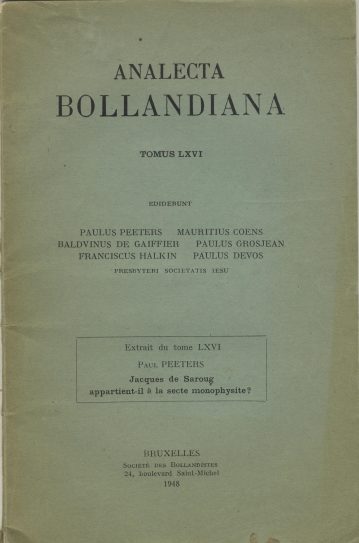 ANALECTA
BOLLANDIANA
TOMUS LXVI
EDIDERUNT
PAULUS PEETERS MAURITIUS COENS
BALDVINUS DE GAIFFIER PAULUS GROSJEAN
FRANCISCUS HALKIN PAULUS DEVOS
PRESBYTERI SOCIETATIS IESU
Extrait du tome LXVI
PAUL PEETERS
Jacques de Saroug
appartient-il à la secte monophysite?
BRUXELLES
SOCIÉTÉ DES BOLLANDISTES
24, boulevard Saint-Michel
1948